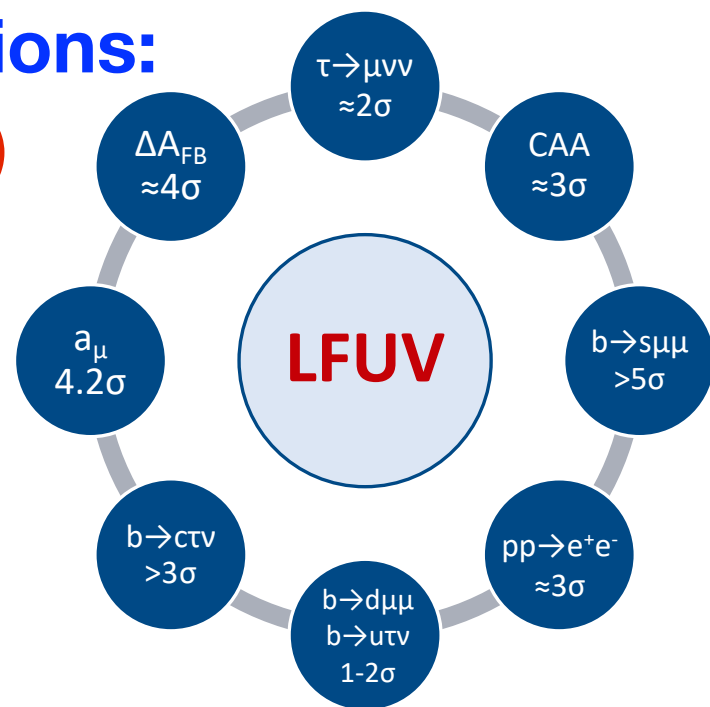 ions:
τ→μνν
≈2σ
CAA
≈3σ
b→sμμ
>5σ
pp→e⁺e⁻
≈3σ
b→dμμ
b→uτν
1-2σ
b→cτν
>3σ
aμ
4.2σ
ΔA_FB
≈4σ
LFUV